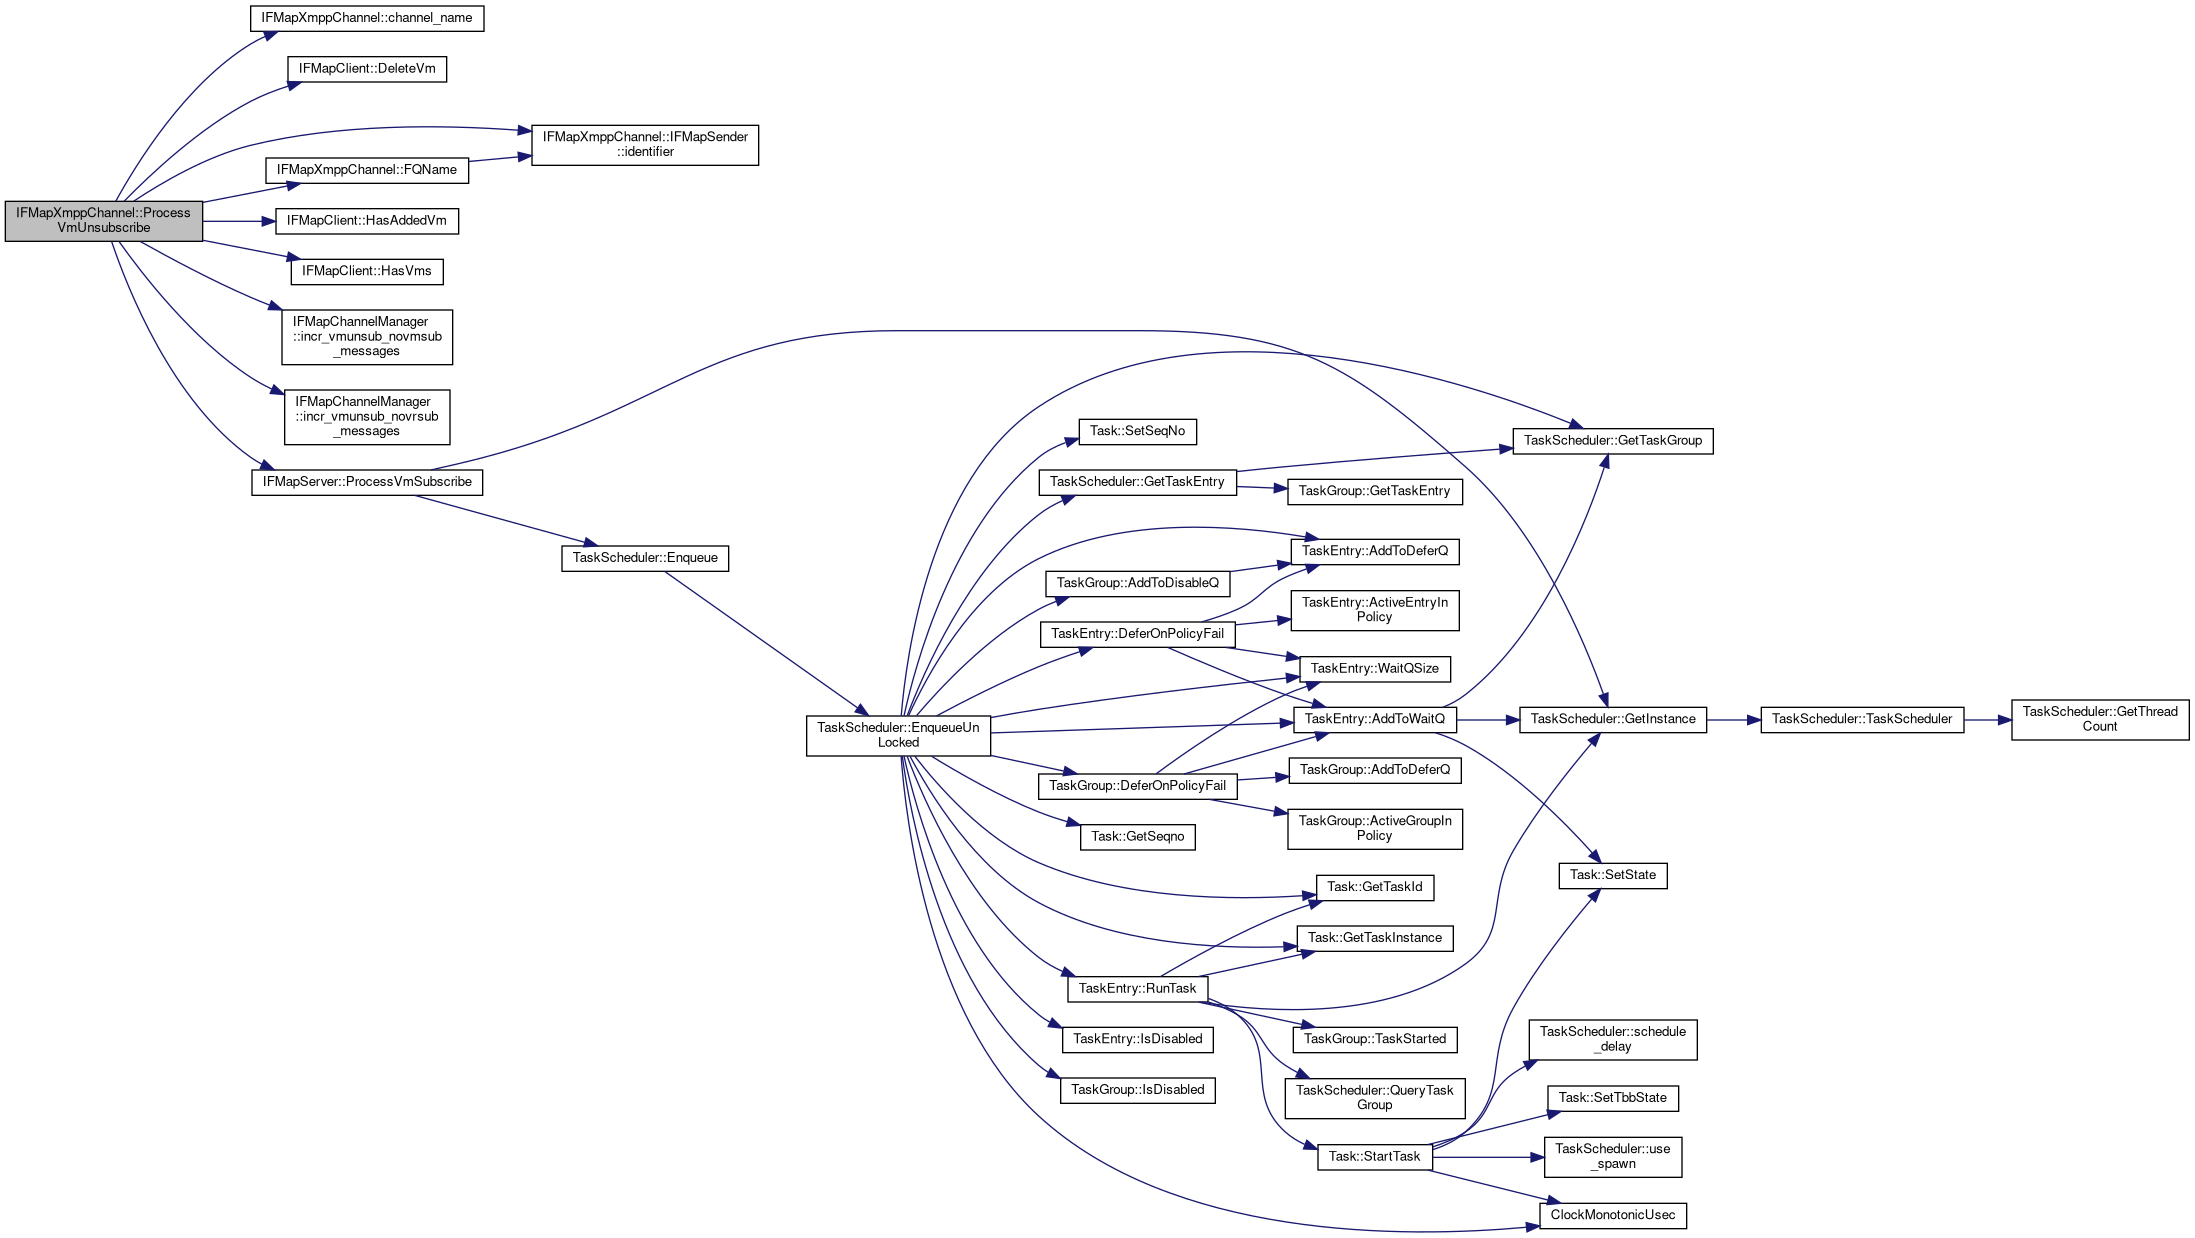 IFMapXmppChannel::Process
VmUnsubscribe
IFMapXmppChannel::channel_name
IFMapClient::DeleteVm
IFMapXmppChannel::IFMapSender
::identifier
IFMapXmppChannel::FQName
IFMapClient::HasAddedVm
IFMapClient::HasVms
IFMapChannelManager
::incr_vmunsub_novmsub
_messages
IFMapChannelManager
::incr_vmunsub_novrsub
_messages
IFMapServer::ProcessVmSubscribe
TaskScheduler::Enqueue
TaskScheduler::EnqueueUn
Locked
Task::SetSeqNo
TaskScheduler::GetTaskEntry
TaskGroup::AddToDisableQ
TaskEntry::DeferOnPolicyFail
TaskGroup::DeferOnPolicyFail
Task::GetSeqno
TaskEntry::RunTask
TaskEntry::IsDisabled
TaskGroup::IsDisabled
TaskGroup::GetTaskEntry
TaskEntry::AddToDeferQ
TaskEntry::ActiveEntryIn
Policy
TaskEntry::WaitQSize
TaskEntry::AddToWaitQ
TaskGroup::AddToDeferQ
TaskGroup::ActiveGroupIn
Policy
Task::GetTaskId
Task::GetTaskInstance
TaskGroup::TaskStarted
TaskScheduler::QueryTask
Group
Task::StartTask
TaskScheduler::GetTaskGroup
TaskScheduler::GetInstance
Task::SetState
TaskScheduler::schedule
_delay
Task::SetTbbState
TaskScheduler::use
_spawn
ClockMonotonicUsec
TaskScheduler::TaskScheduler
TaskScheduler::GetThread
Count